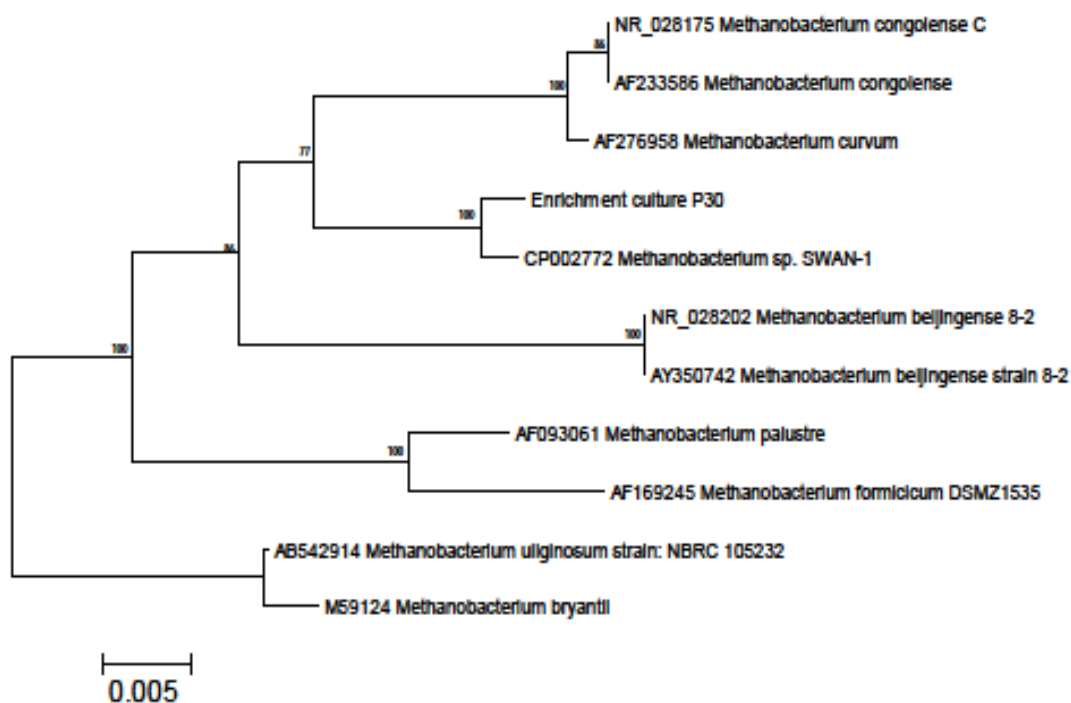 NR_028175 Methanobacterium congolense C
AF233586 Methanobacterium congolense
100
AF276958 Methanobacterium curvum
77
Enrichment culture P30
100
CP002772 Methanobacterium sp. SWAN-1
NR_028202 Methanobacterium beijingense 8-2
100
100
AY350742 Methanobacterium beijingense strain 8-2
AF093061 Methanobacterium palustre
100
AF169245 Methanobacterium formicicum DSMZ1535
AB542914 Methanobacterium uliginosum strain: NBRC 105232
M59124 Methanobacterium bryantii
0.005